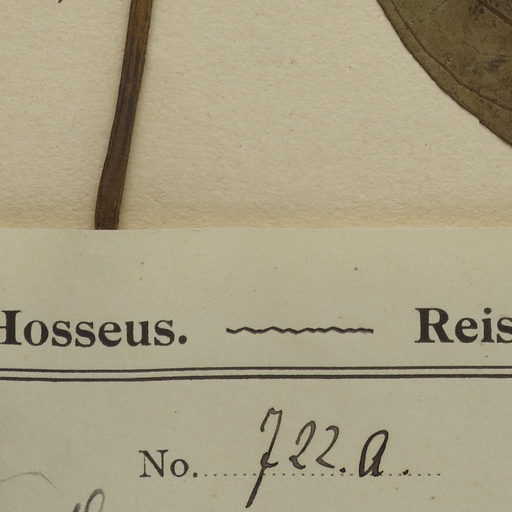 Hosseus. Reis
No. 722.a.